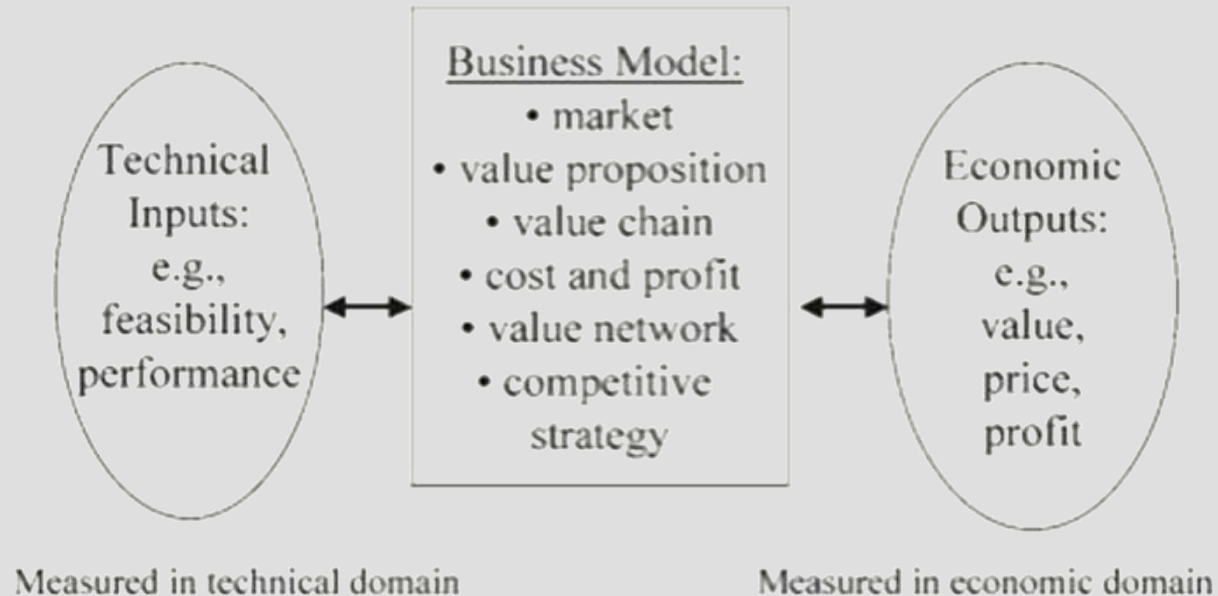 Technical
Inputs:
e.g.,
feasibility,
performance
Business Model:
• market
• value proposition
• value chain
• cost and profit
• value network
• competitive
strategy
Economic
Outputs:
e.g.,
value,
price,
profit
Measured in technical domain
Measured in economic domain